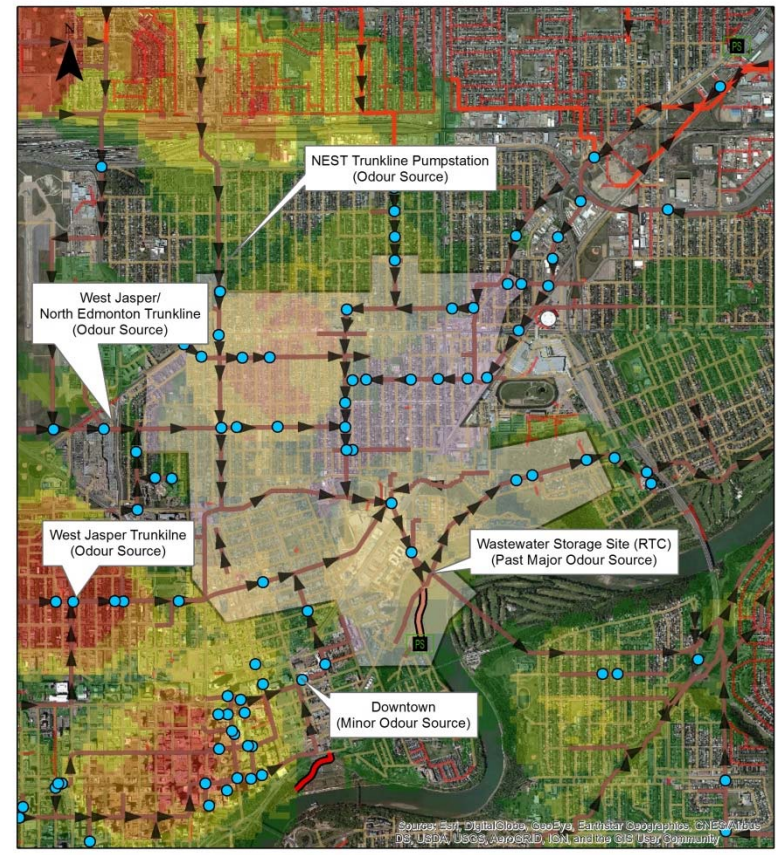 N
PS
NEST Trunkline Pumpstation
(Odour Source)
West Jasper/
North Edmonton Trunkline
(Odour Source)
West Jasper Trunkilne
(Odour Source)
Wastewater Storage Site (RTC)
(Past Major Odour Source)
PS
Downtown
(Minor Odour Source)
Source: Esri, DigitalGlobe, GeoEye, Earthstar Geographics, CNES/Airbus
DS, USDA, USGS, AeroGRID, IGN, and the GIS User Community